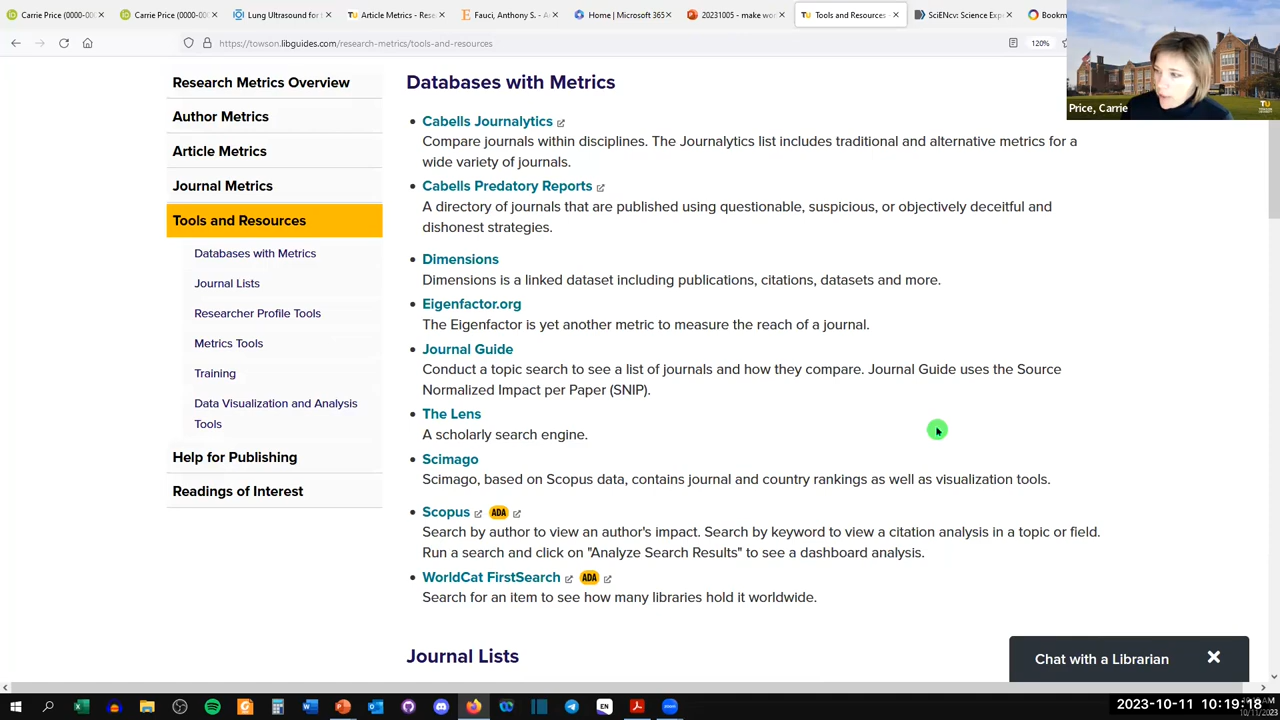 Carrie Price (0000-000
Carrie Price (0000-000
Lung Ultrasound for
TU Article Metrics - Res
Fauci, Anthony S. - A
Home | Microsoft 365
20231005 - make wo
TU Tools and Resources
SciENcv: Science Exp
Bookm
https://towson.libguides.com/research-metrics/tools-and-resources
120%
Price, Carrie
TU
Research Metrics Overview
Author Metrics
Article Metrics
Journal Metrics
Tools and Resources
Databases with Metrics
Journal Lists
Researcher Profile Tools
Metrics Tools
Training
Data Visualization and Analysis
Tools
Help for Publishing
Readings of Interest
Databases with Metrics
• Cabells Journalytics
Compare journals within disciplines. The Journalytics list includes traditional and alternative metrics for a
wide variety of journals.
• Cabells Predatory Reports
A directory of journals that are published using questionable, suspicious, or objectively deceitful and
dishonest strategies.
• Dimensions
Dimensions is a linked dataset including publications, citations, datasets and more.
• Eigenfactor.org
The Eigenfactor is yet another metric to measure the reach of a journal.
• Journal Guide
Conduct a topic search to see a list of journals and how they compare. Journal Guide uses the Source
Normalized Impact per Paper (SNIP).
• The Lens
A scholarly search engine.
• Scimago
Scimago, based on Scopus data, contains journal and country rankings as well as visualization tools.
• Scopus ADA
Search by author to view an author's impact. Search by keyword to view a citation analysis in a topic or field.
Run a search and click on "Analyze Search Results" to see a dashboard analysis.
• WorldCat FirstSearch ADA
Search for an item to see how many libraries hold it worldwide.
Journal Lists
Chat with a Librarian
EN
2023-10-11 10:19:18